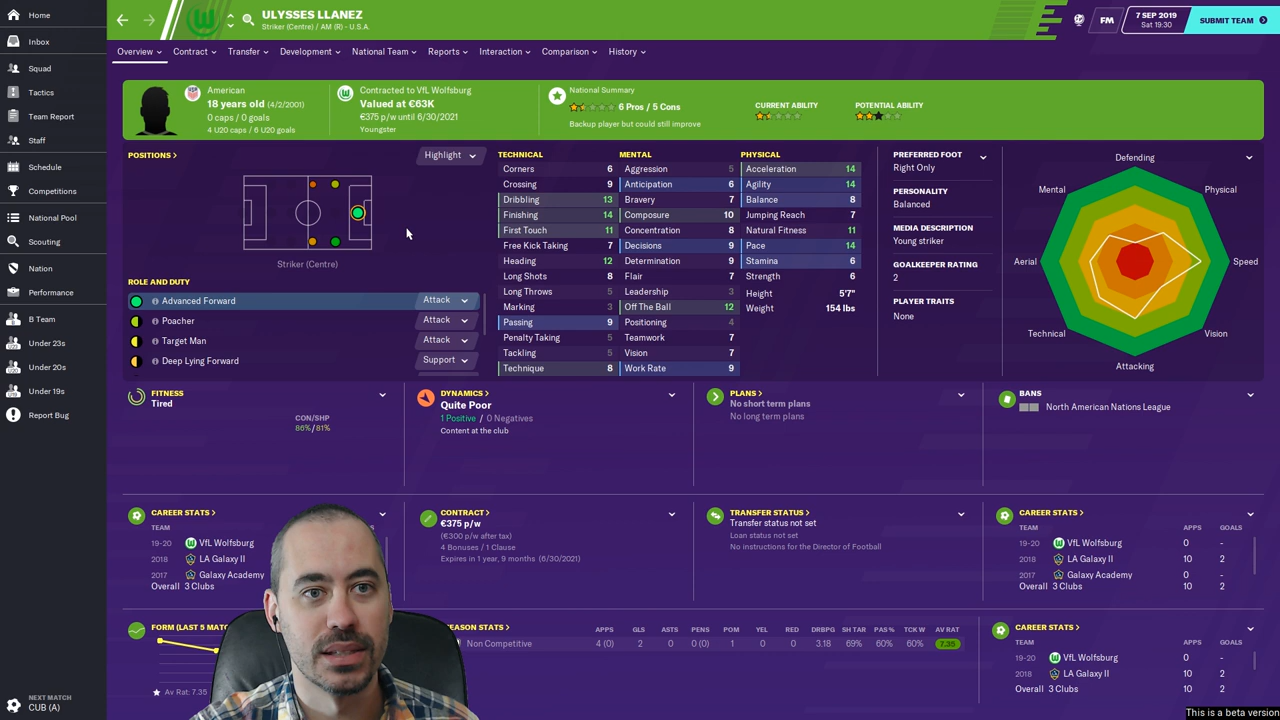 Home
Inbox
Squad
Tactics
Team Report
Staff
Schedule
Competitions
National Pool
Scouting
Nation
Performance
B Team
Under 23s
Under 20s
Under 19s
Report Bug
NEXT MATCH
CUB (A)
ULYSSES LLANEZ
Striker (Centre) / AM (R) - U.S.A.
FM
7 SEP 2019
Sat 19:30
SUBMIT TEAM
Overview Contract Transfer Development National Team Reports Interaction Comparison History
American
18 years old (4/2/2001)
0 caps / 0 goals
4 U20 caps / 6 U20 goals
Contracted to VfL Wolfsburg
Valued at €63K
€375 p/w until 6/30/2021
Youngster
National Summary
6 Pros / 5 Cons
Backup player but could still improve
CURRENT ABILITY
POTENTIAL ABILITY
POSITIONS
Highlight
Striker (Centre)
ROLE AND DUTY
Advanced Forward Attack
Poacher Attack
Target Man Attack
Deep Lying Forward Support
TECHNICAL
Corners 6
Crossing 9
Dribbling 13
Finishing 14
First Touch 11
Free Kick Taking 7
Heading 12
Long Shots 8
Long Throws 5
Marking 3
Passing 9
Penalty Taking 5
Tackling 5
Technique 8
MENTAL
Aggression 5
Anticipation 6
Bravery 7
Composure 10
Concentration 8
Decisions 9
Determination 9
Flair 7
Leadership 3
Off The Ball 12
Positioning 4
Teamwork 7
Vision 7
Work Rate 9
PHYSICAL
Acceleration 14
Agility 14
Balance 8
Jumping Reach 7
Natural Fitness 11
Pace 14
Stamina 6
Strength 6
Height 5'7"
Weight 154 lbs
PREFERRED FOOT
Right Only
PERSONALITY
Balanced
MEDIA DESCRIPTION
Young striker
GOALKEEPER RATING
2
PLAYER TRAITS
None
Defending
Mental Physical
Aerial Speed
Technical Vision
Attacking
FITNESS
Tired
CON/SHP
86%/81%
DYNAMICS
Quite Poor
1 Positive / 0 Negatives
Content at the club
PLANS
No short term plans
No long term plans
BANS
North American Nations League
CAREER STATS
TEAM
19-20 VfL Wolfsburg
2018 LA Galaxy II
2017 Galaxy Academy
Overall 3 Clubs
CONTRACT
€375 p/w
(€300 p/w after tax)
4 Bonuses / 1 Clause
Expires in 1 year, 9 months (6/30/2021)
TRANSFER STATUS
Transfer status not set
Loan status not set
No instructions for the Director of Football
CAREER STATS
TEAM APPS GOALS
19-20 VfL Wolfsburg 0 -
2018 LA Galaxy II 10 2
2017 Galaxy Academy 0 -
Overall 3 Clubs 10 2
FORM (LAST 5 MATC
Av Rat: 7.35
EASON STATS
APPS GLS ASTS PENS POM YEL RED DRBPG SH TAR PAS % TCK W AV RAT
Non Competitive 4 (0) 2 0 0 (0) 1 0 0 3.18 69% 60% 60% 7.35
CAREER STATS
TEAM APPS GOALS
19-20 VfL Wolfsburg 0 -
2018 LA Galaxy II 10 2
Overall 3 Clubs 10 2
This is a beta version